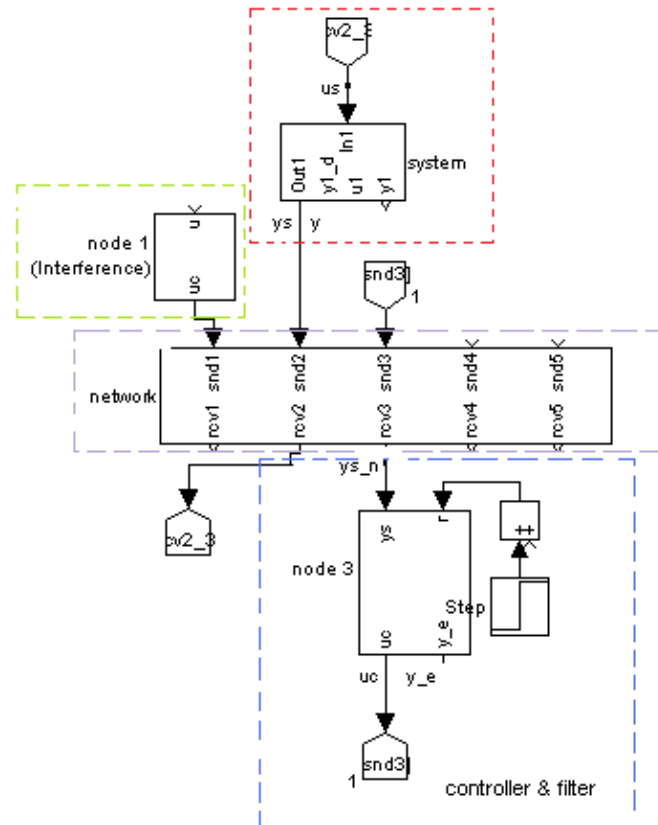 us
In1
Out1
y1_d
u1
y1
system
ys y
node 1
(Interference)
u
uc
snd3
1
network
snd1
snd2
snd3
snd4
snd5
rcv1
rcv2
rcv3
rcv4
rcv5
ys_n
cv2_3
ys
r
node 3
Step
uc
y_e
uc
y_e
snd3
1
controller & filter